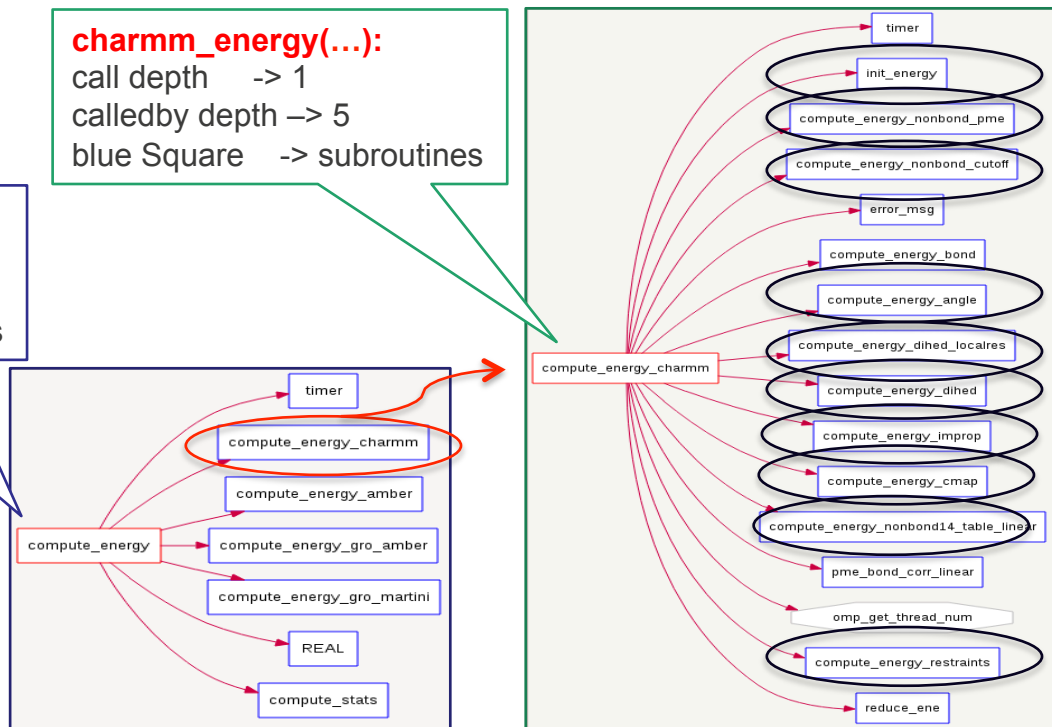 charmm_energy(...):
call depth -> 1
calledby depth –> 5
blue Square -> subroutines
s
timer
compute_energy_charmm
compute_energy_amber
compute_energy
compute_energy_gro_amber
compute_energy_gro_martini
REAL
compute_stats
timer
init_energy
compute_energy_nonbond_pme
compute_energy_nonbond_cutoff
error_msg
compute_energy_bond
compute_energy_angle
compute_energy_dihed_localres
compute_energy_charmm
compute_energy_dihed
compute_energy_improp
compute_energy_cmap
compute_energy_nonbond14_table_linear
pme_bond_corr_linear
omp_get_thread_num
compute_energy_restraints
reduce_ene